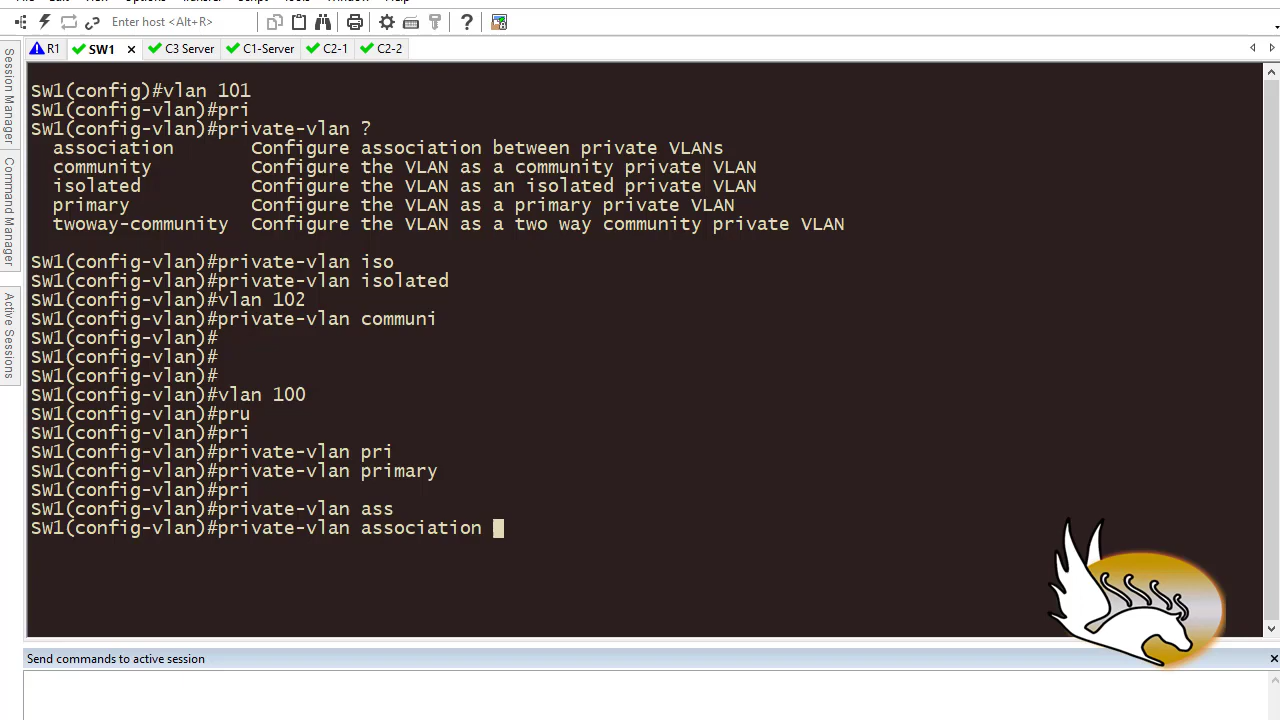 Enter host <Alt+R>
R1 SW1 C3 Server C1-Server C2-1 C2-2
Session Manager
Command Manager
Active Sessions
SW1(config)#vlan 101
SW1(config-vlan)#pri
SW1(config-vlan)#private-vlan ?
association Configure association between private VLANs
community Configure the VLAN as a community private VLAN
isolated Configure the VLAN as an isolated private VLAN
primary Configure the VLAN as a primary private VLAN
twoway-community Configure the VLAN as a two way community private VLAN
SW1(config-vlan)#private-vlan iso
SW1(config-vlan)#private-vlan isolated
SW1(config-vlan)#vlan 102
SW1(config-vlan)#private-vlan communi
SW1(config-vlan)#
SW1(config-vlan)#
SW1(config-vlan)#
SW1(config-vlan)#vlan 100
SW1(config-vlan)#pru
SW1(config-vlan)#pri
SW1(config-vlan)#private-vlan pri
SW1(config-vlan)#private-vlan primary
SW1(config-vlan)#pri
SW1(config-vlan)#private-vlan ass
SW1(config-vlan)#private-vlan association
Send commands to active session